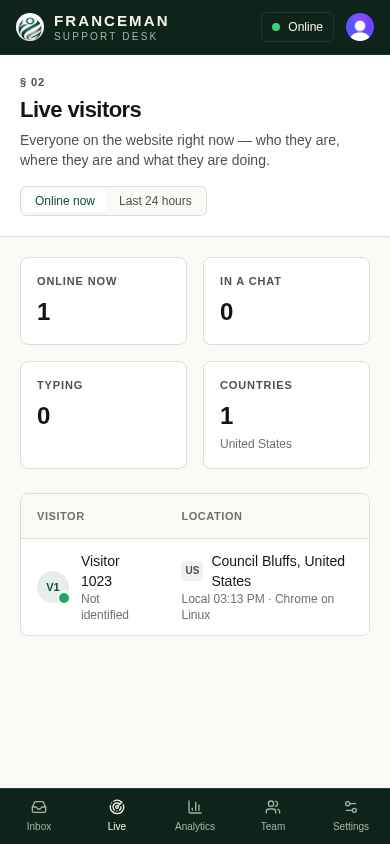 FRANCEMAN
SUPPORT DESK
Online
§ 02
Live visitors
Everyone on the website right now — who they are,
where they are and what they are doing.
Online now
Last 24 hours
ONLINE NOW
1
IN A CHAT
0
TYPING
0
COUNTRIES
1
United States
VISITOR
LOCATION
V1
Visitor
1023
Not
identified
US
Council Bluffs, United
States
Local 03:13 PM · Chrome on
Linux
Inbox
Live
Analytics
Team
Settings